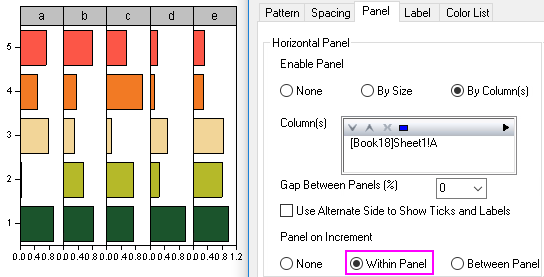 a b c d e
5
4
3
2
1
0.0 0.4 0.8 0.0 0.4 0.8 0.0 0.4 0.8 0.0 0.4 0.8 0.0 0.4 0.8 1.2
Pattern Spacing Panel Label Color List
Horizontal Panel
Enable Panel
None By Size By Column(s)
Column(s)
[Book18]Sheet1!A
Gap Between Panels (%) 0
Use Alternate Side to Show Ticks and Labels
Panel on Increment
None Within Panel Between Panel